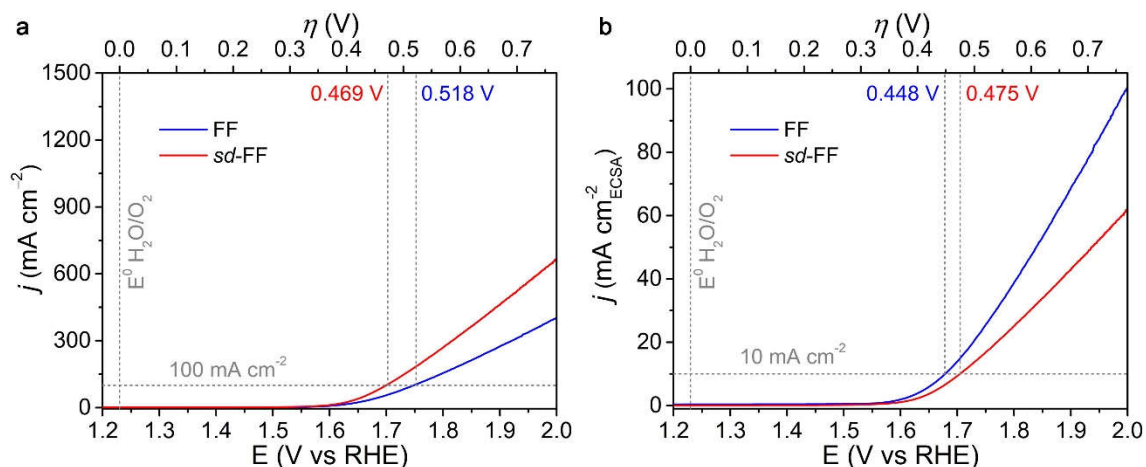 a
η (V)
0.0 0.1 0.2 0.3 0.4 0.5 0.6 0.7
1500
1200
900
600
300
0
j (mA cm⁻²)
0.469 V 0.518 V
FF
sd-FF
E⁰ H₂O/O₂
100 mA cm⁻²
1.2 1.3 1.4 1.5 1.6 1.7 1.8 1.9 2.0
E (V vs RHE)
b
η (V)
0.0 0.1 0.2 0.3 0.4 0.5 0.6 0.7
100
80
60
40
20
0
j (mA cm⁻²ECSA)
0.448 V 0.475 V
FF
sd-FF
E⁰ H₂O/O₂
10 mA cm⁻²
1.2 1.3 1.4 1.5 1.6 1.7 1.8 1.9 2.0
E (V vs RHE)